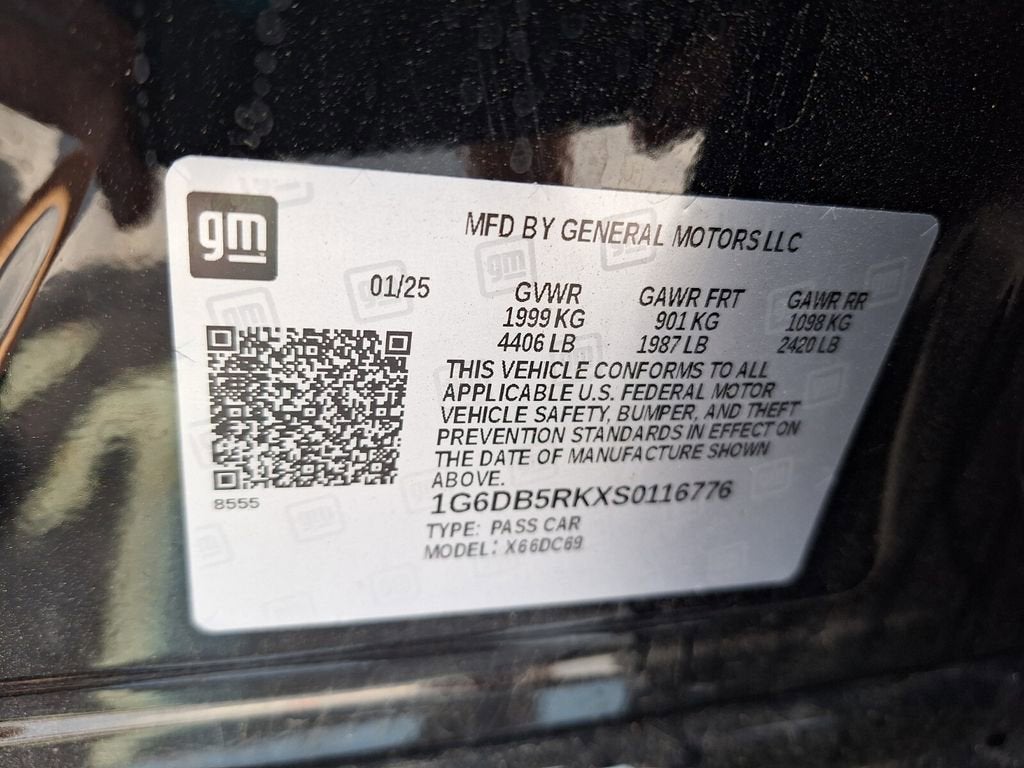 gm
MFD BY GENERAL MOTORS LLC
01/25
GVWR GAWR FRT GAWR RR
1999 KG 901 KG 1098 KG
4406 LB 1987 LB 2420 LB
THIS VEHICLE CONFORMS TO ALL
APPLICABLE U.S. FEDERAL MOTOR
VEHICLE SAFETY, BUMPER, AND THEFT
PREVENTION STANDARDS IN EFFECT ON
THE DATE OF MANUFACTURE SHOWN
ABOVE.
8555
1G6DB5RKXS0116776
TYPE: PASS CAR
MODEL: X66DC69